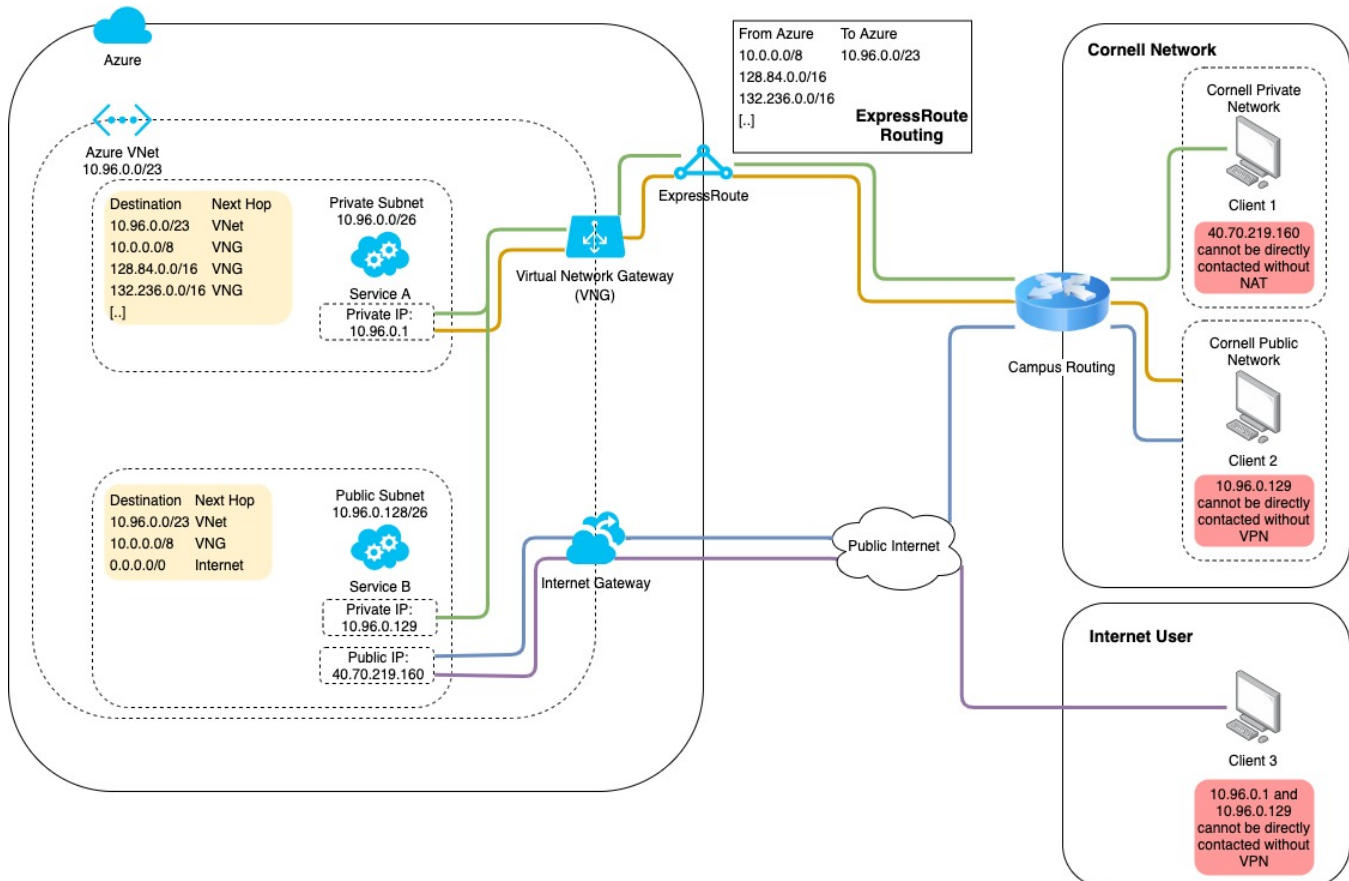 Azure
Azure VNet
10.96.0.0/23
Destination Next Hop
10.96.0.0/23 VNet
10.0.0.0/8 VNG
128.84.0.0/16 VNG
132.236.0.0/16 VNG
[..]
Private Subnet
10.96.0.0/26
Service A
Private IP:
10.96.0.1
Virtual Network Gateway
(VNG)
Destination Next Hop
10.96.0.0/23 VNet
10.0.0.0/8 VNG
0.0.0.0/0 Internet
Public Subnet
10.96.0.128/26
Service B
Private IP:
10.96.0.129
Public IP:
40.70.219.160
Internet Gateway
From Azure To Azure
10.0.0.0/8 10.96.0.0/23
128.84.0.0/16
132.236.0.0/16
[..]
ExpressRoute
Routing
ExpressRoute
Public Internet
Campus Routing
Cornell Network
Cornell Private
Network
Client 1
40.70.219.160
cannot be directly
contacted without
NAT
Cornell Public
Network
Client 2
10.96.0.129
cannot be directly
contacted without
VPN
Internet User
Client 3
10.96.0.1 and
10.96.0.129
cannot be directly
contacted without
VPN